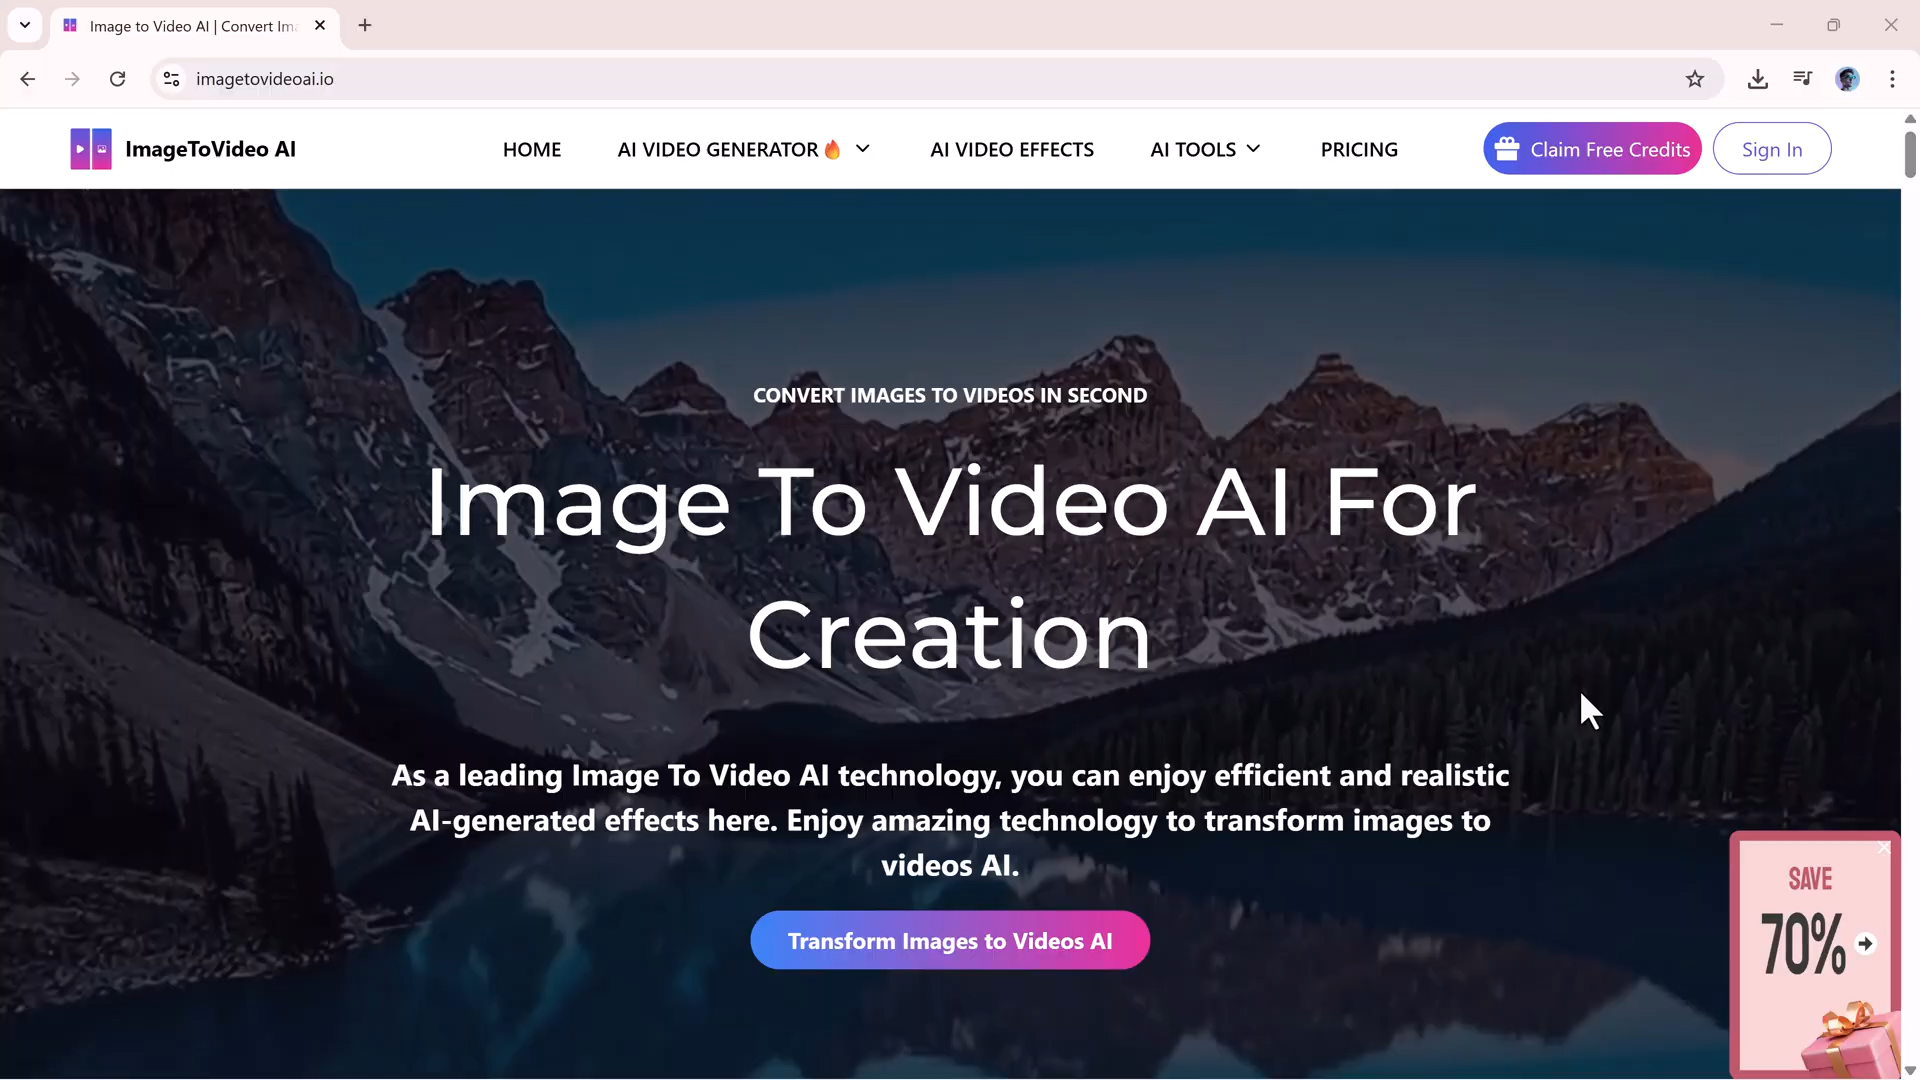 Image to Video AI | Convert Ima
imagetovideoai.io
ImageToVideo AI
HOME
AI VIDEO GENERATOR🔥
AI VIDEO EFFECTS
AI TOOLS
PRICING
Claim Free Credits
Sign In
CONVERT IMAGES TO VIDEOS IN SECOND
Image To Video AI For
Creation
As a leading Image To Video AI technology, you can enjoy efficient and realistic
AI-generated effects here. Enjoy amazing technology to transform images to
videos AI.
Transform Images to Videos AI
SAVE
70%